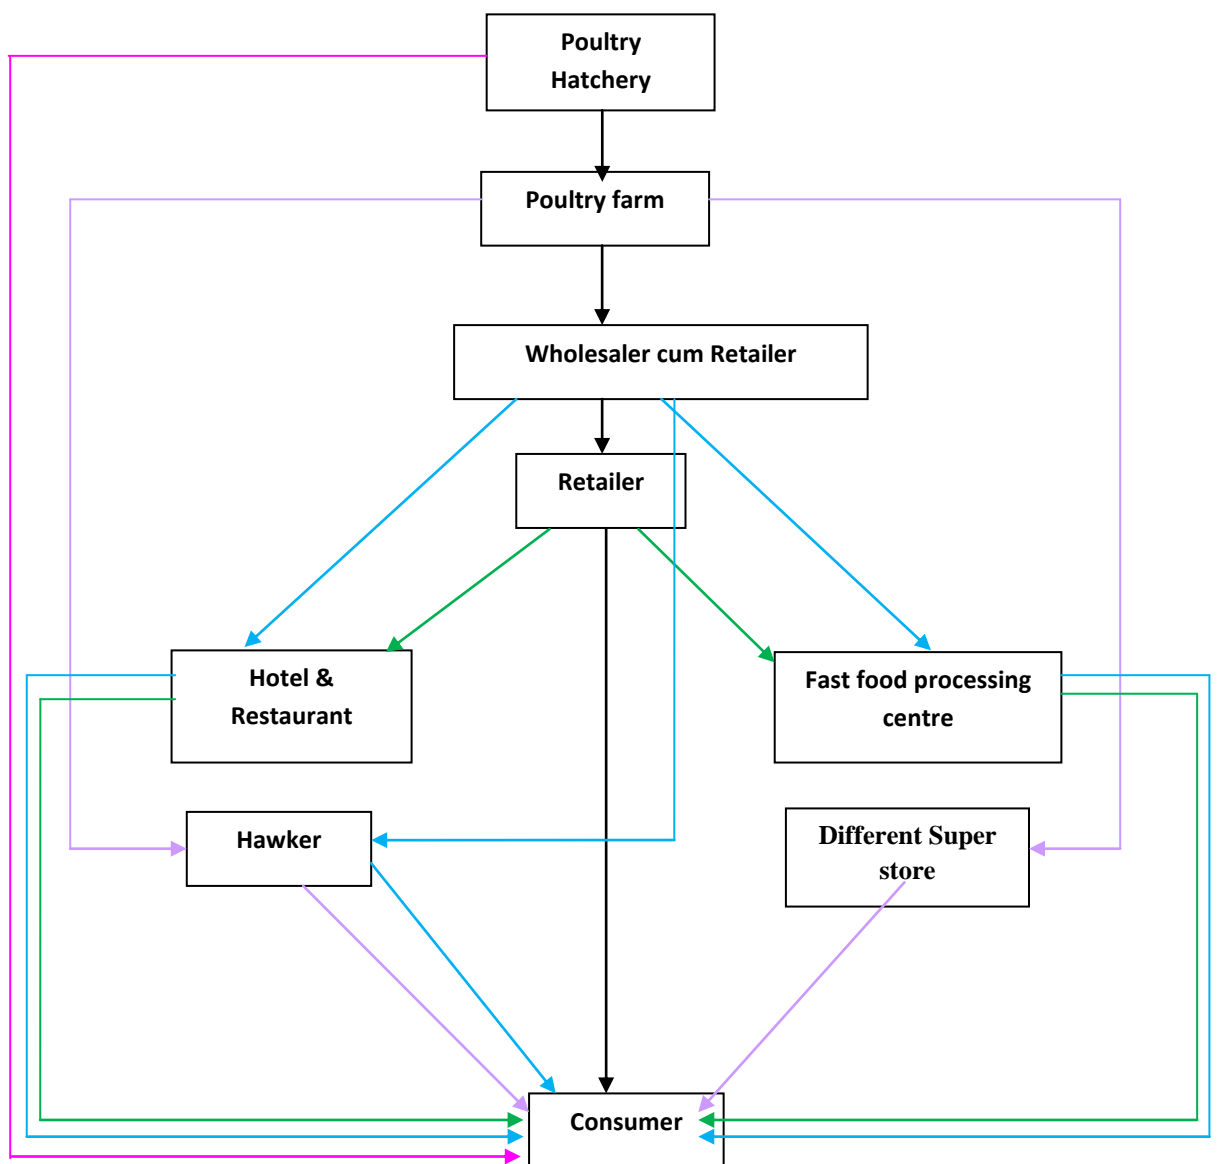 Poultry
Hatchery
Poultry farm
Wholesaler cum Retailer
Retailer
Hotel &
Restaurant
Fast food processing
centre
Hawker
Different Super
store
Consumer